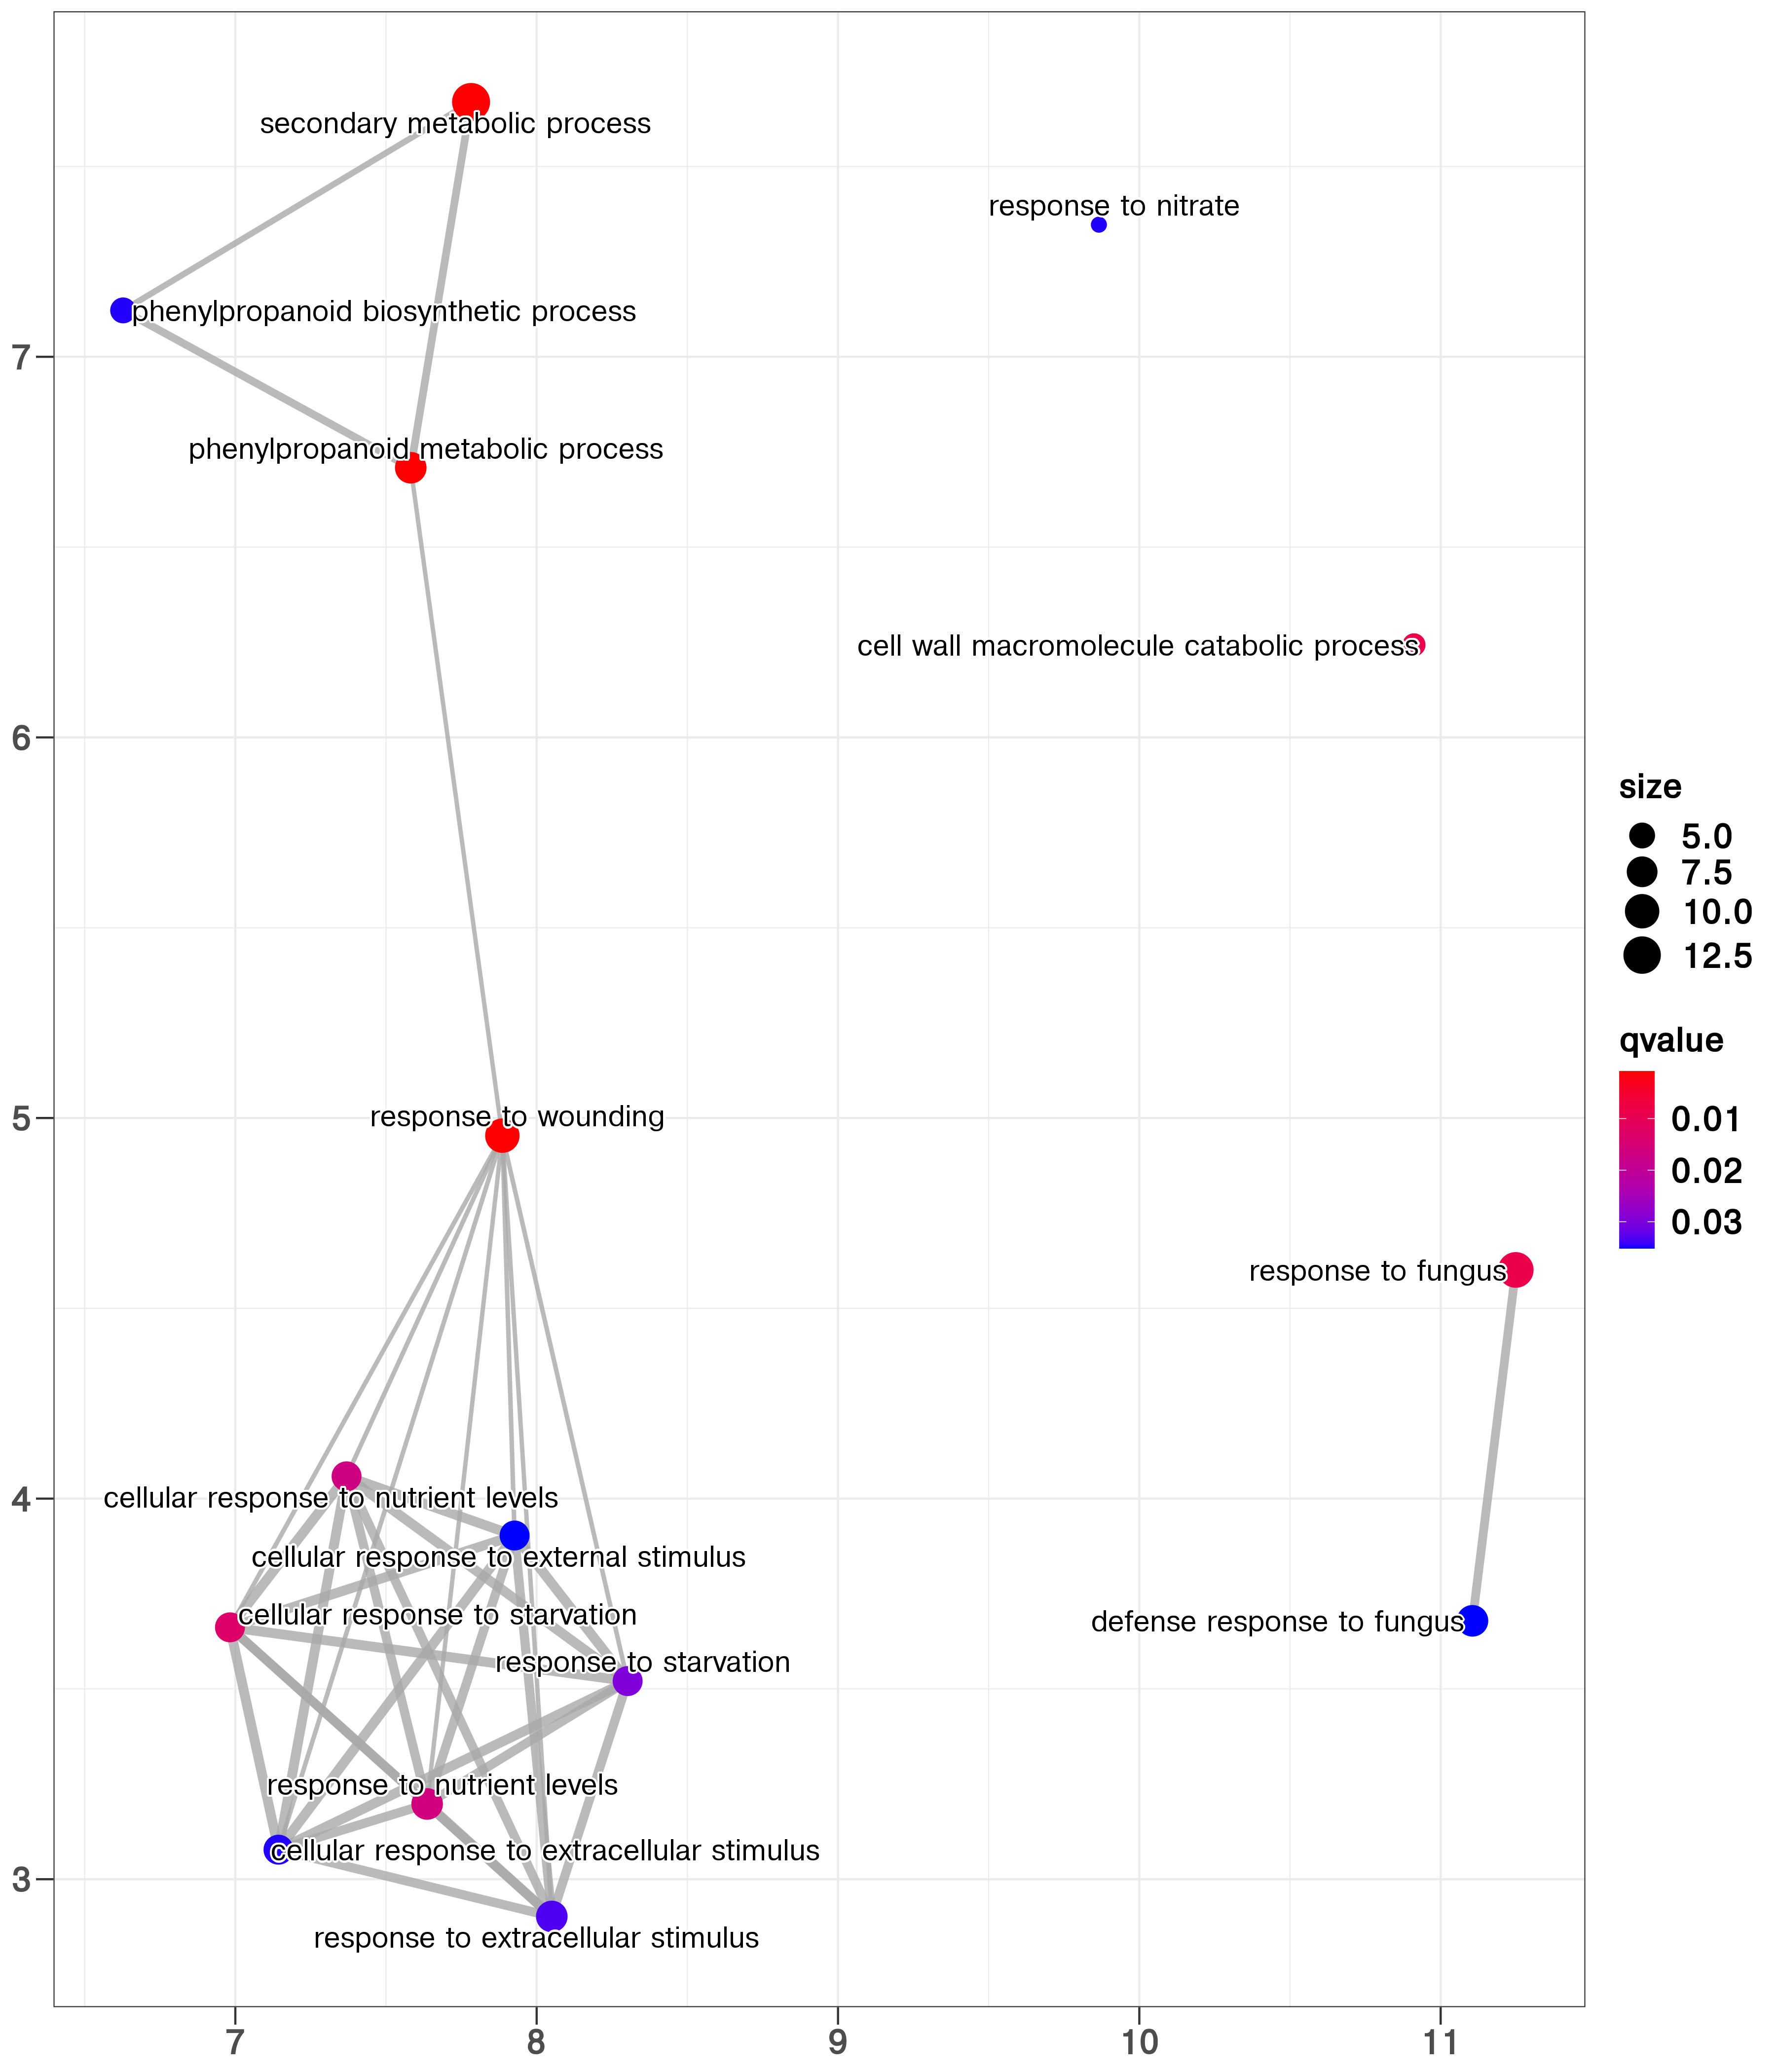 secondary metabolic process
response to nitrate
phenylpropanoid biosynthetic process
7
phenylpropanoid metabolic process
cell wall macromolecule catabolic process
6
size
5.0
7.5
10.0
12.5
qvalue
0.01
0.02
0.03
5
response to wounding
response to fungus
4
cellular response to nutrient levels
cellular response to external stimulus
cellular response to starvation
defense response to fungus
response to starvation
response to nutrient levels
cellular response to extracellular stimulus
3
response to extracellular stimulus
7 8 9 10 11